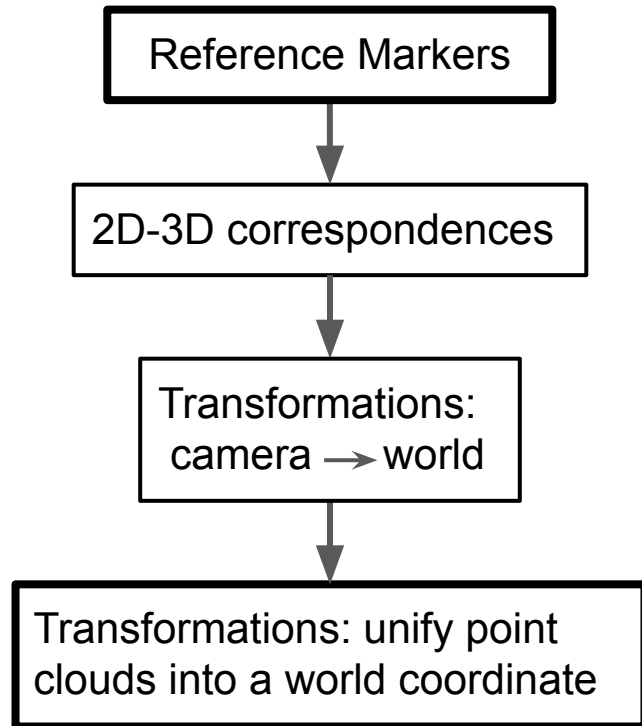 Reference Markers
2D-3D correspondences
Transformations:
camera → world
Transformations: unify point
clouds into a world coordinate